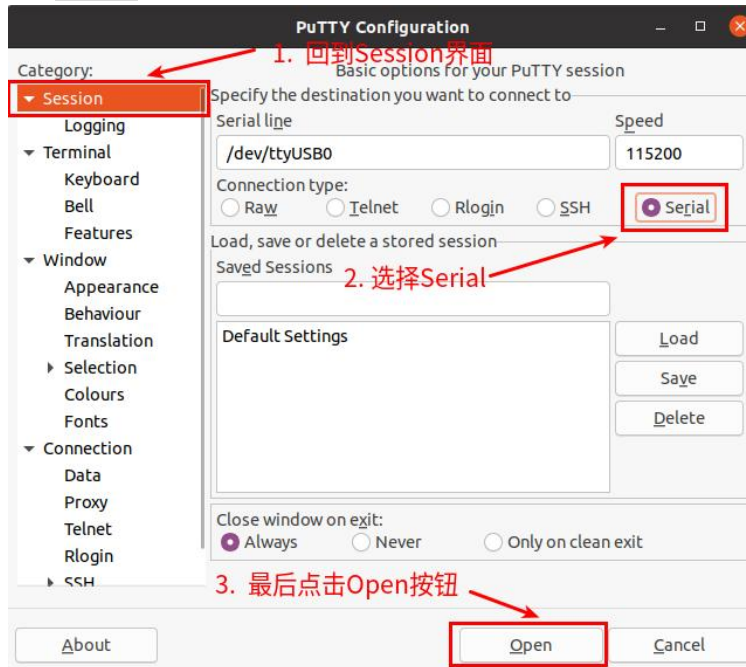 PuTTY Configuration
1. 回到Session界面
Category:
Basic options for your PuTTY session
Session
Logging
Terminal
Keyboard
Bell
Features
Window
Appearance
Behaviour
Translation
Selection
Colours
Fonts
Connection
Data
Proxy
Telnet
Rlogin
SSH
Specify the destination you want to connect to
Serial line Speed
/dev/ttyUSB0 115200
Connection type:
Raw Telnet Rlogin SSH Serial
Load, save or delete a stored session
Saved Sessions
2. 选择Serial
Default Settings
Load
Save
Delete
Close window on exit:
Always Never Only on clean exit
3. 最后点击Open按钮
About Open Cancel